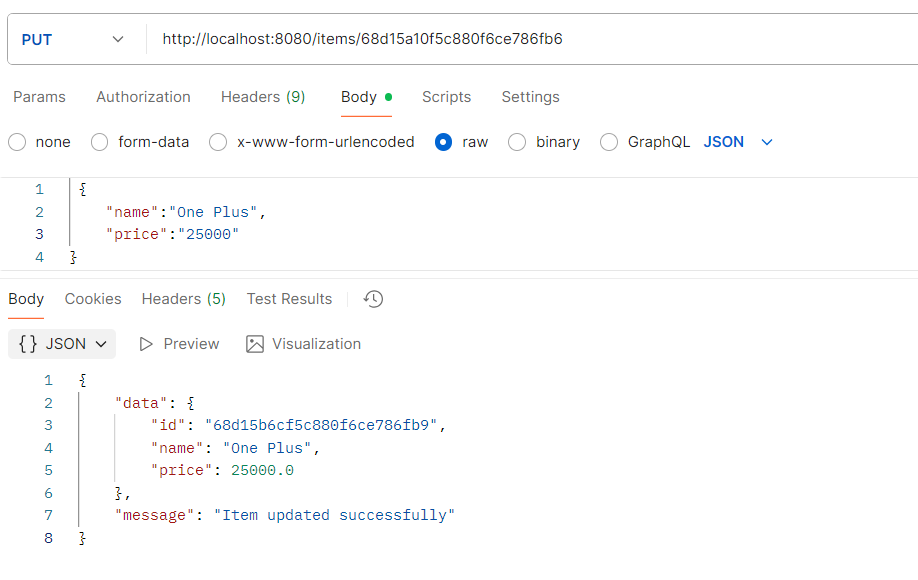 PUT http://localhost:8080/items/68d15a10f5c880f6ce786fb6
Params Authorization Headers (9) Body Scripts Settings
none form-data x-www-form-urlencoded raw binary GraphQL JSON
1 {
2 "name":"One Plus",
3 "price":"25000"
4 }
Body Cookies Headers (5) Test Results
{} JSON Preview Visualization
1 {
2 "data": {
3 "id": "68d15b6cf5c880f6ce786fb9",
4 "name": "One Plus",
5 "price": 25000.0
6 },
7 "message": "Item updated successfully"
8 }